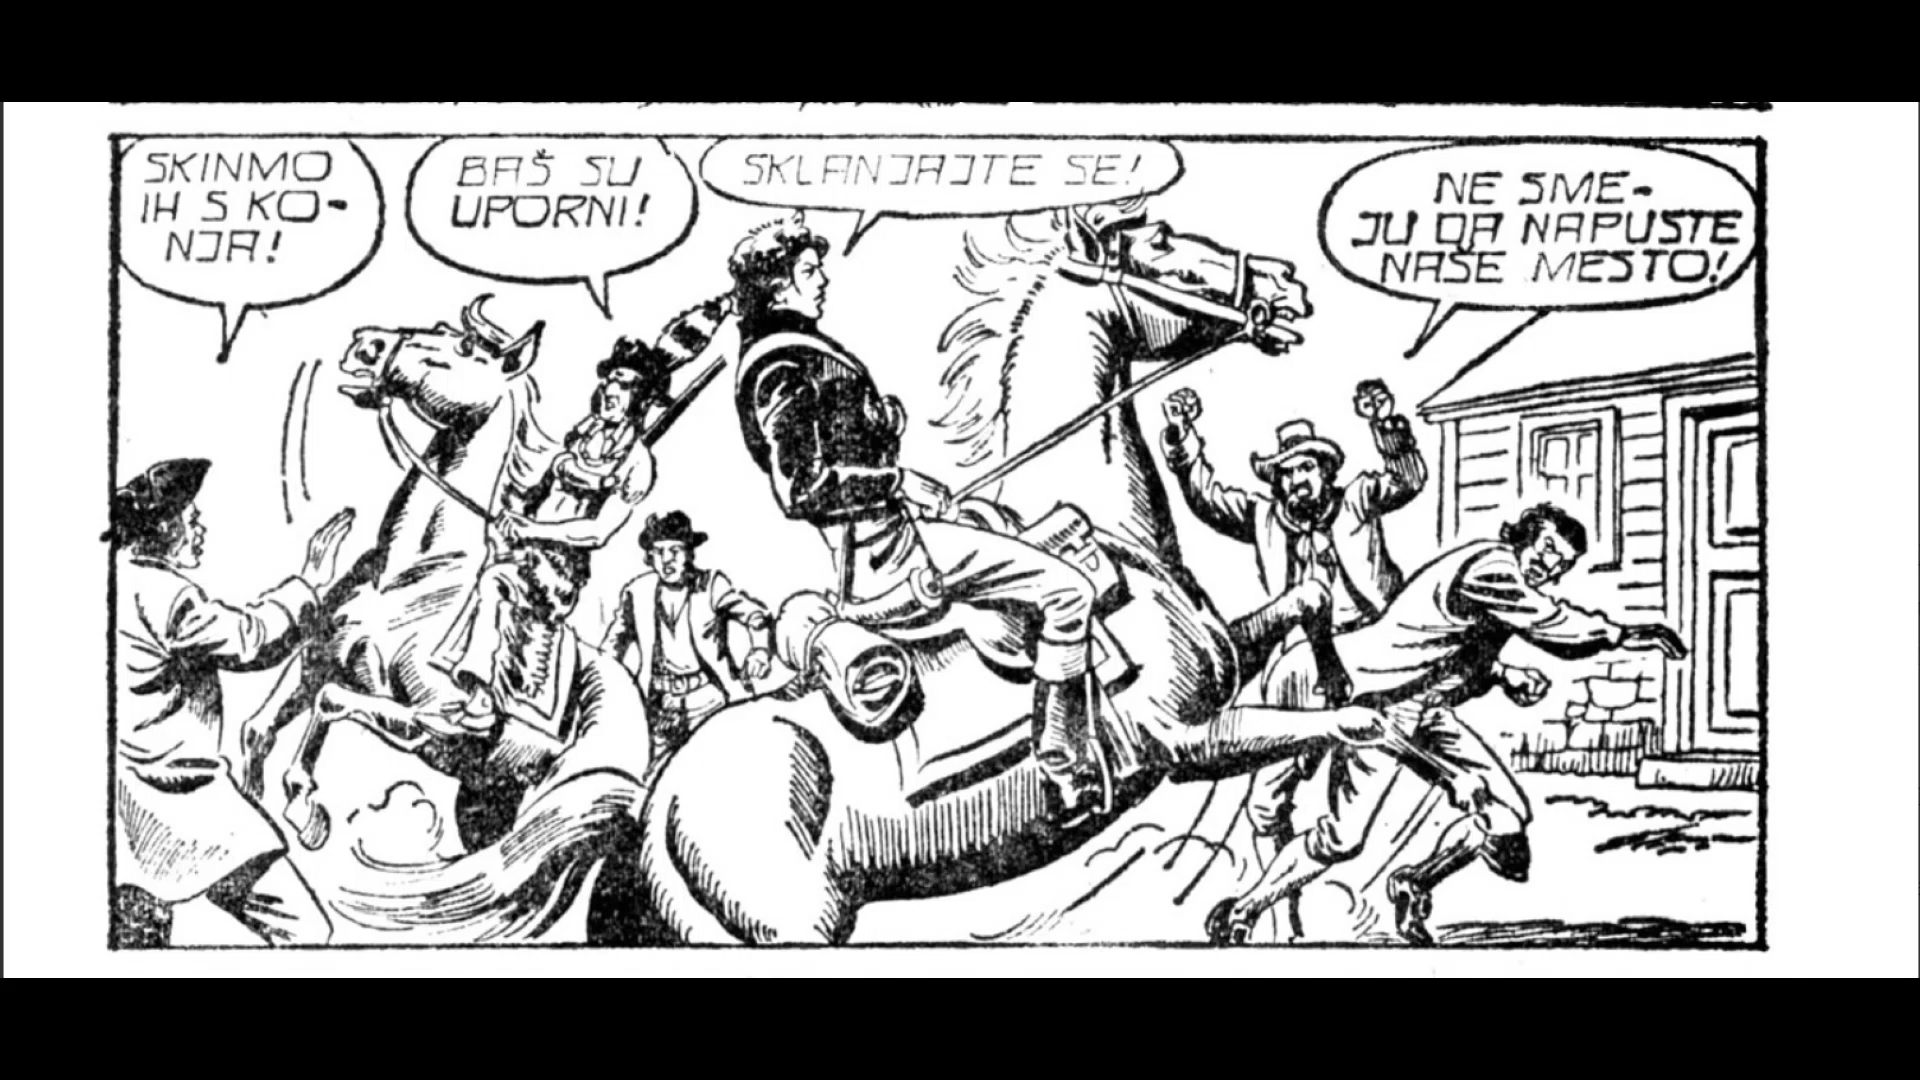 SKINMO
IH S KO-
NJA!
BAŠ SU
UPORNI!
SKLANJAJTE SE!
NE SME-
JU DA NAPUSTE
NAŠE MESTO!